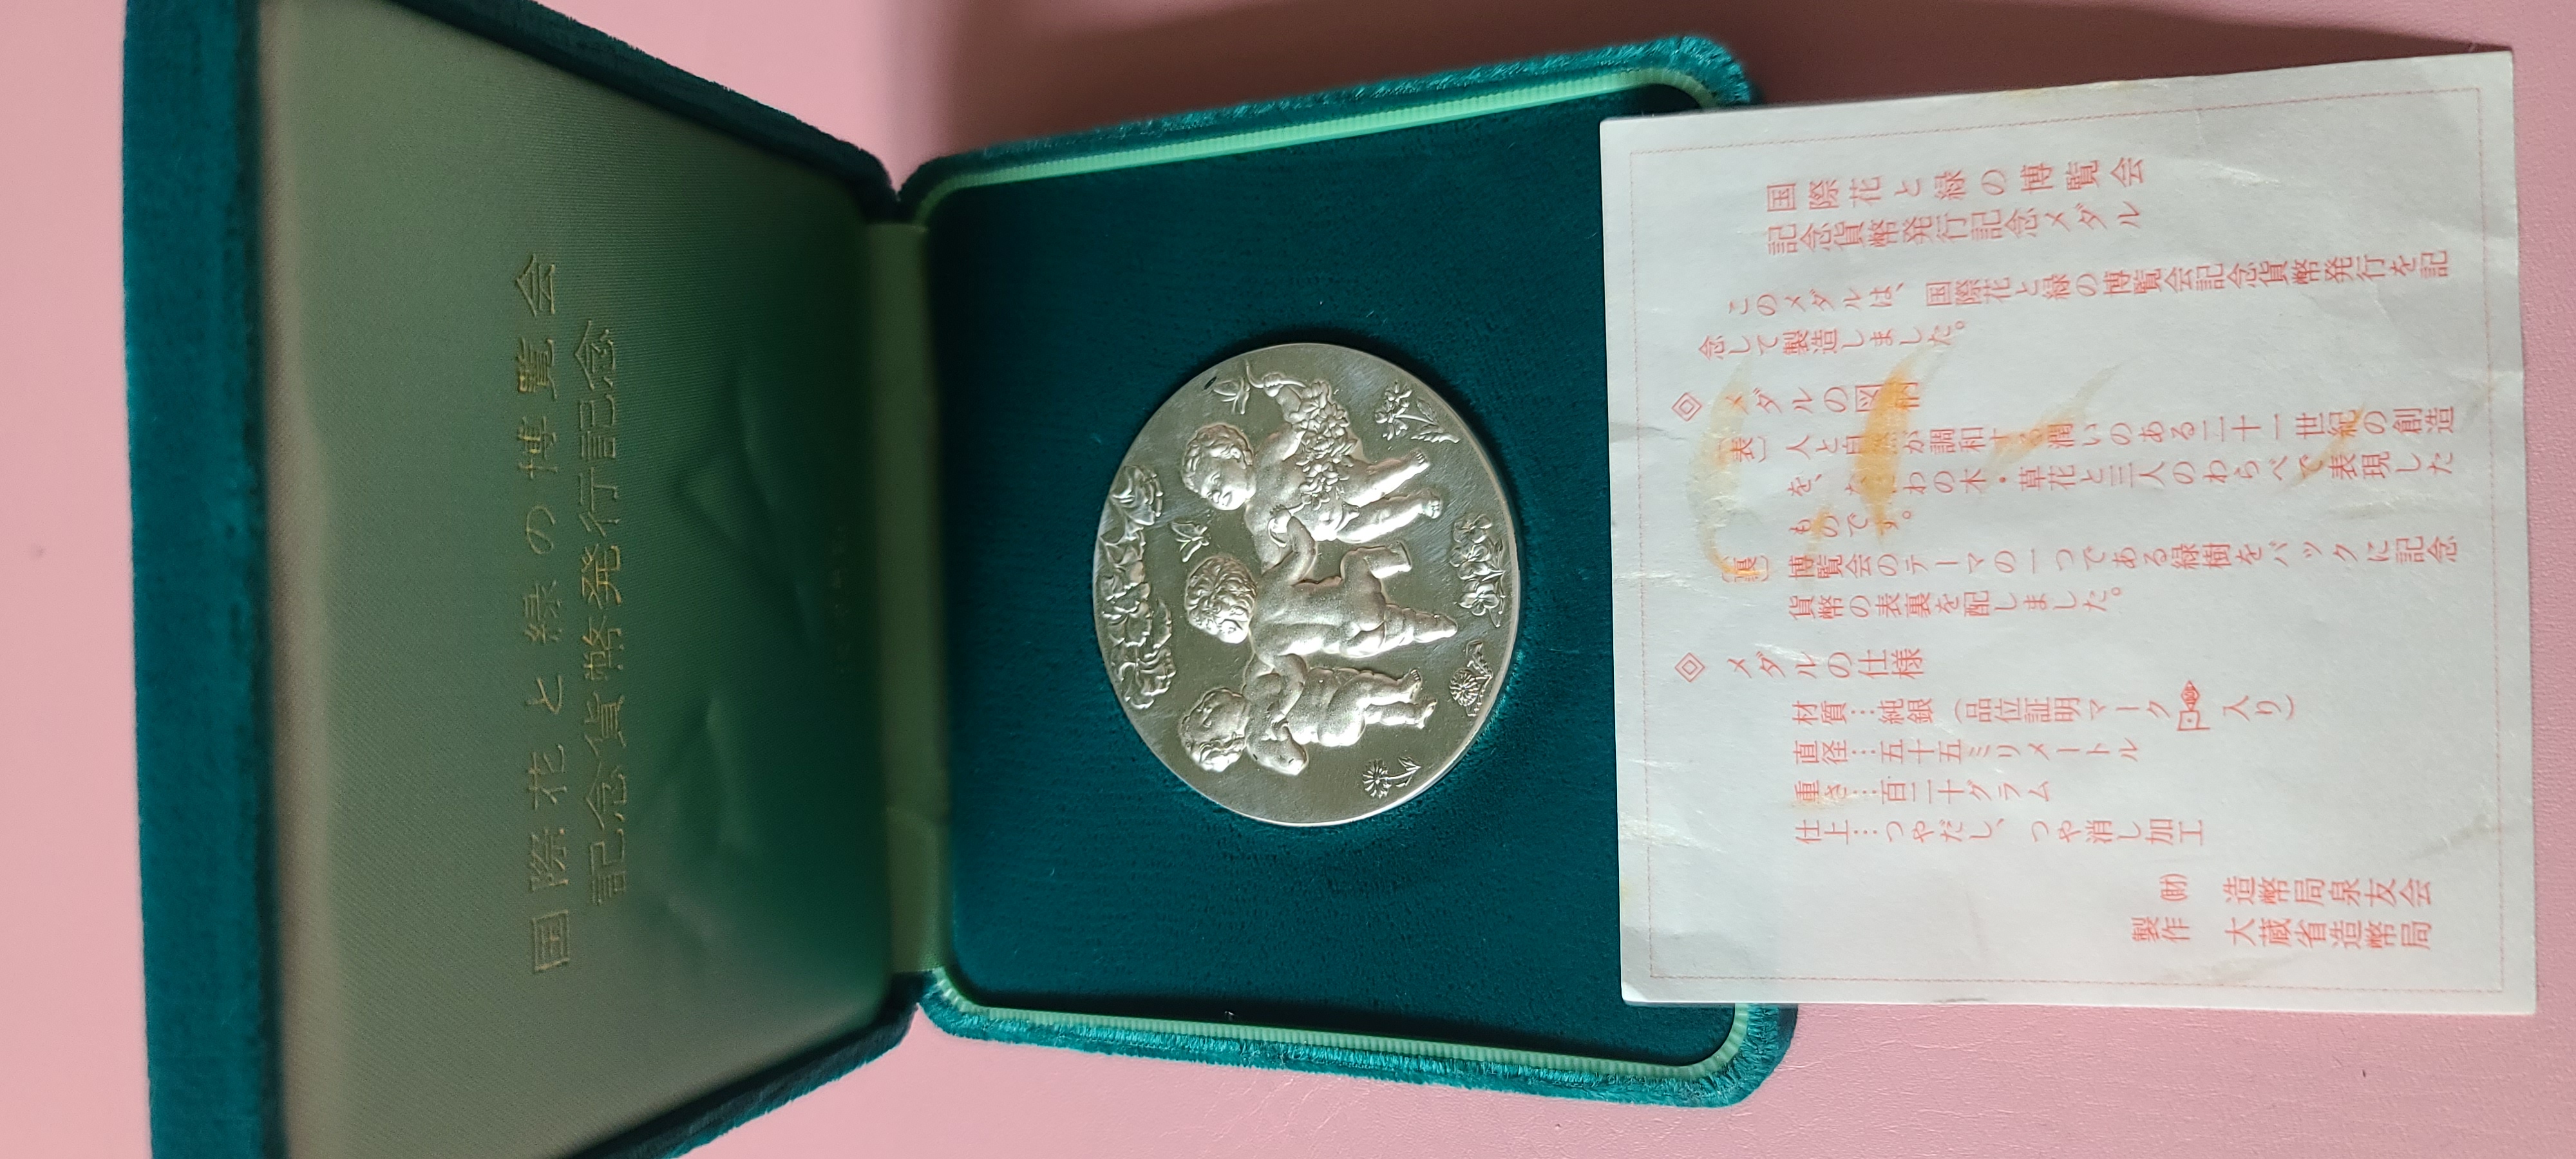 国際花と緑の博覧会
記念貨幣発行記念
国際花と緑の博覧会
記念貨幣発行記念メダル
このメダルは、国際花と緑の博覧会記念貨幣発行を記
念して製造しました。
◈ メダルの図柄
(表) 人と自然が調和する潤いのある二十一世紀の創造
を、なにわの木・草花と三人のわらべで表現した
ものです。
(裏) 博覧会のテーマの一つである緑樹をバックに記念
貨幣の表裏を配しました。
◈ メダルの仕様
材質…純銀(品位証明マーク入り)
直径…五十五ミリメートル
重さ…百二十グラム
仕上…つやだし、つや消し加工
(財) 造幣局泉友会
製作 大蔵省造幣局